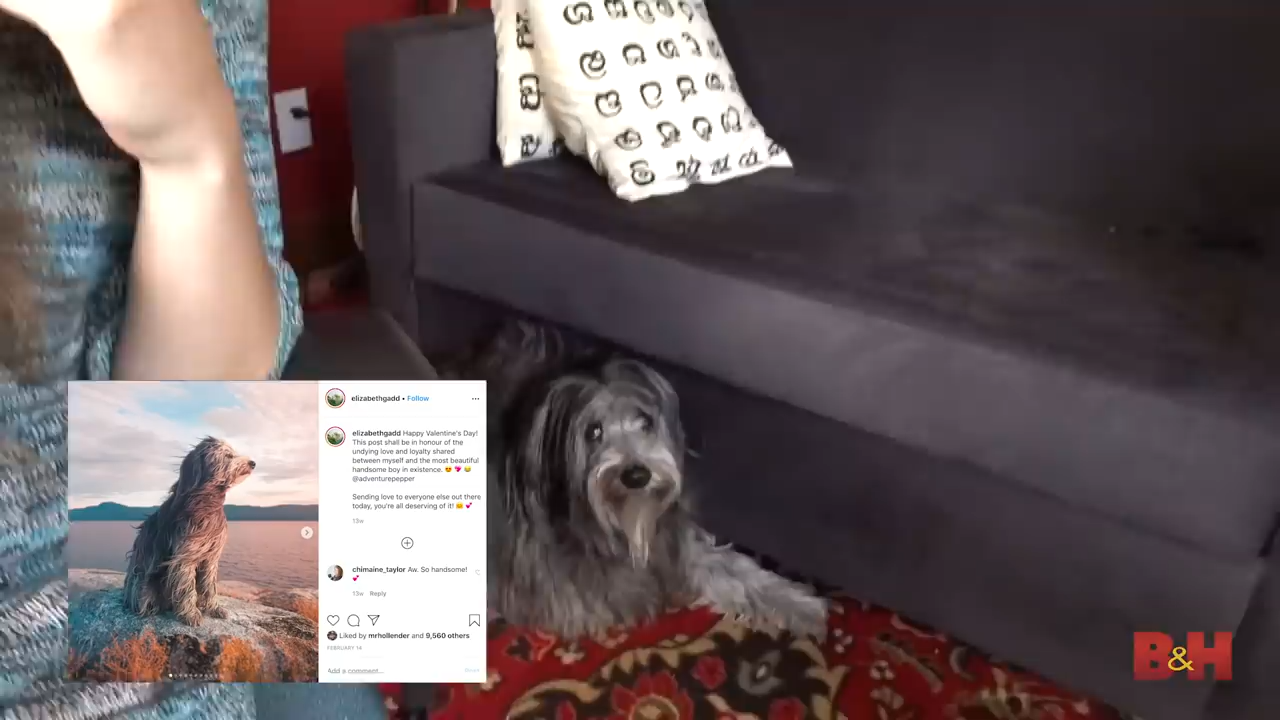 elizabethgadd • Follow
elizabethgadd Happy Valentine's Day!
This post shall be in honour of the
undying love and loyalty shared
between myself and the most beautiful
handsome boy in existence. 😍 💘 😂
@adventurepepper
Sending love to everyone else out there
today, you're all deserving of it! 🤗 💕
13w
chimaine_taylor Aw. So handsome!
💕
13w Reply
Liked by mrhollender and 9,560 others
FEBRUARY 14
Add a comment...
Post
B&H